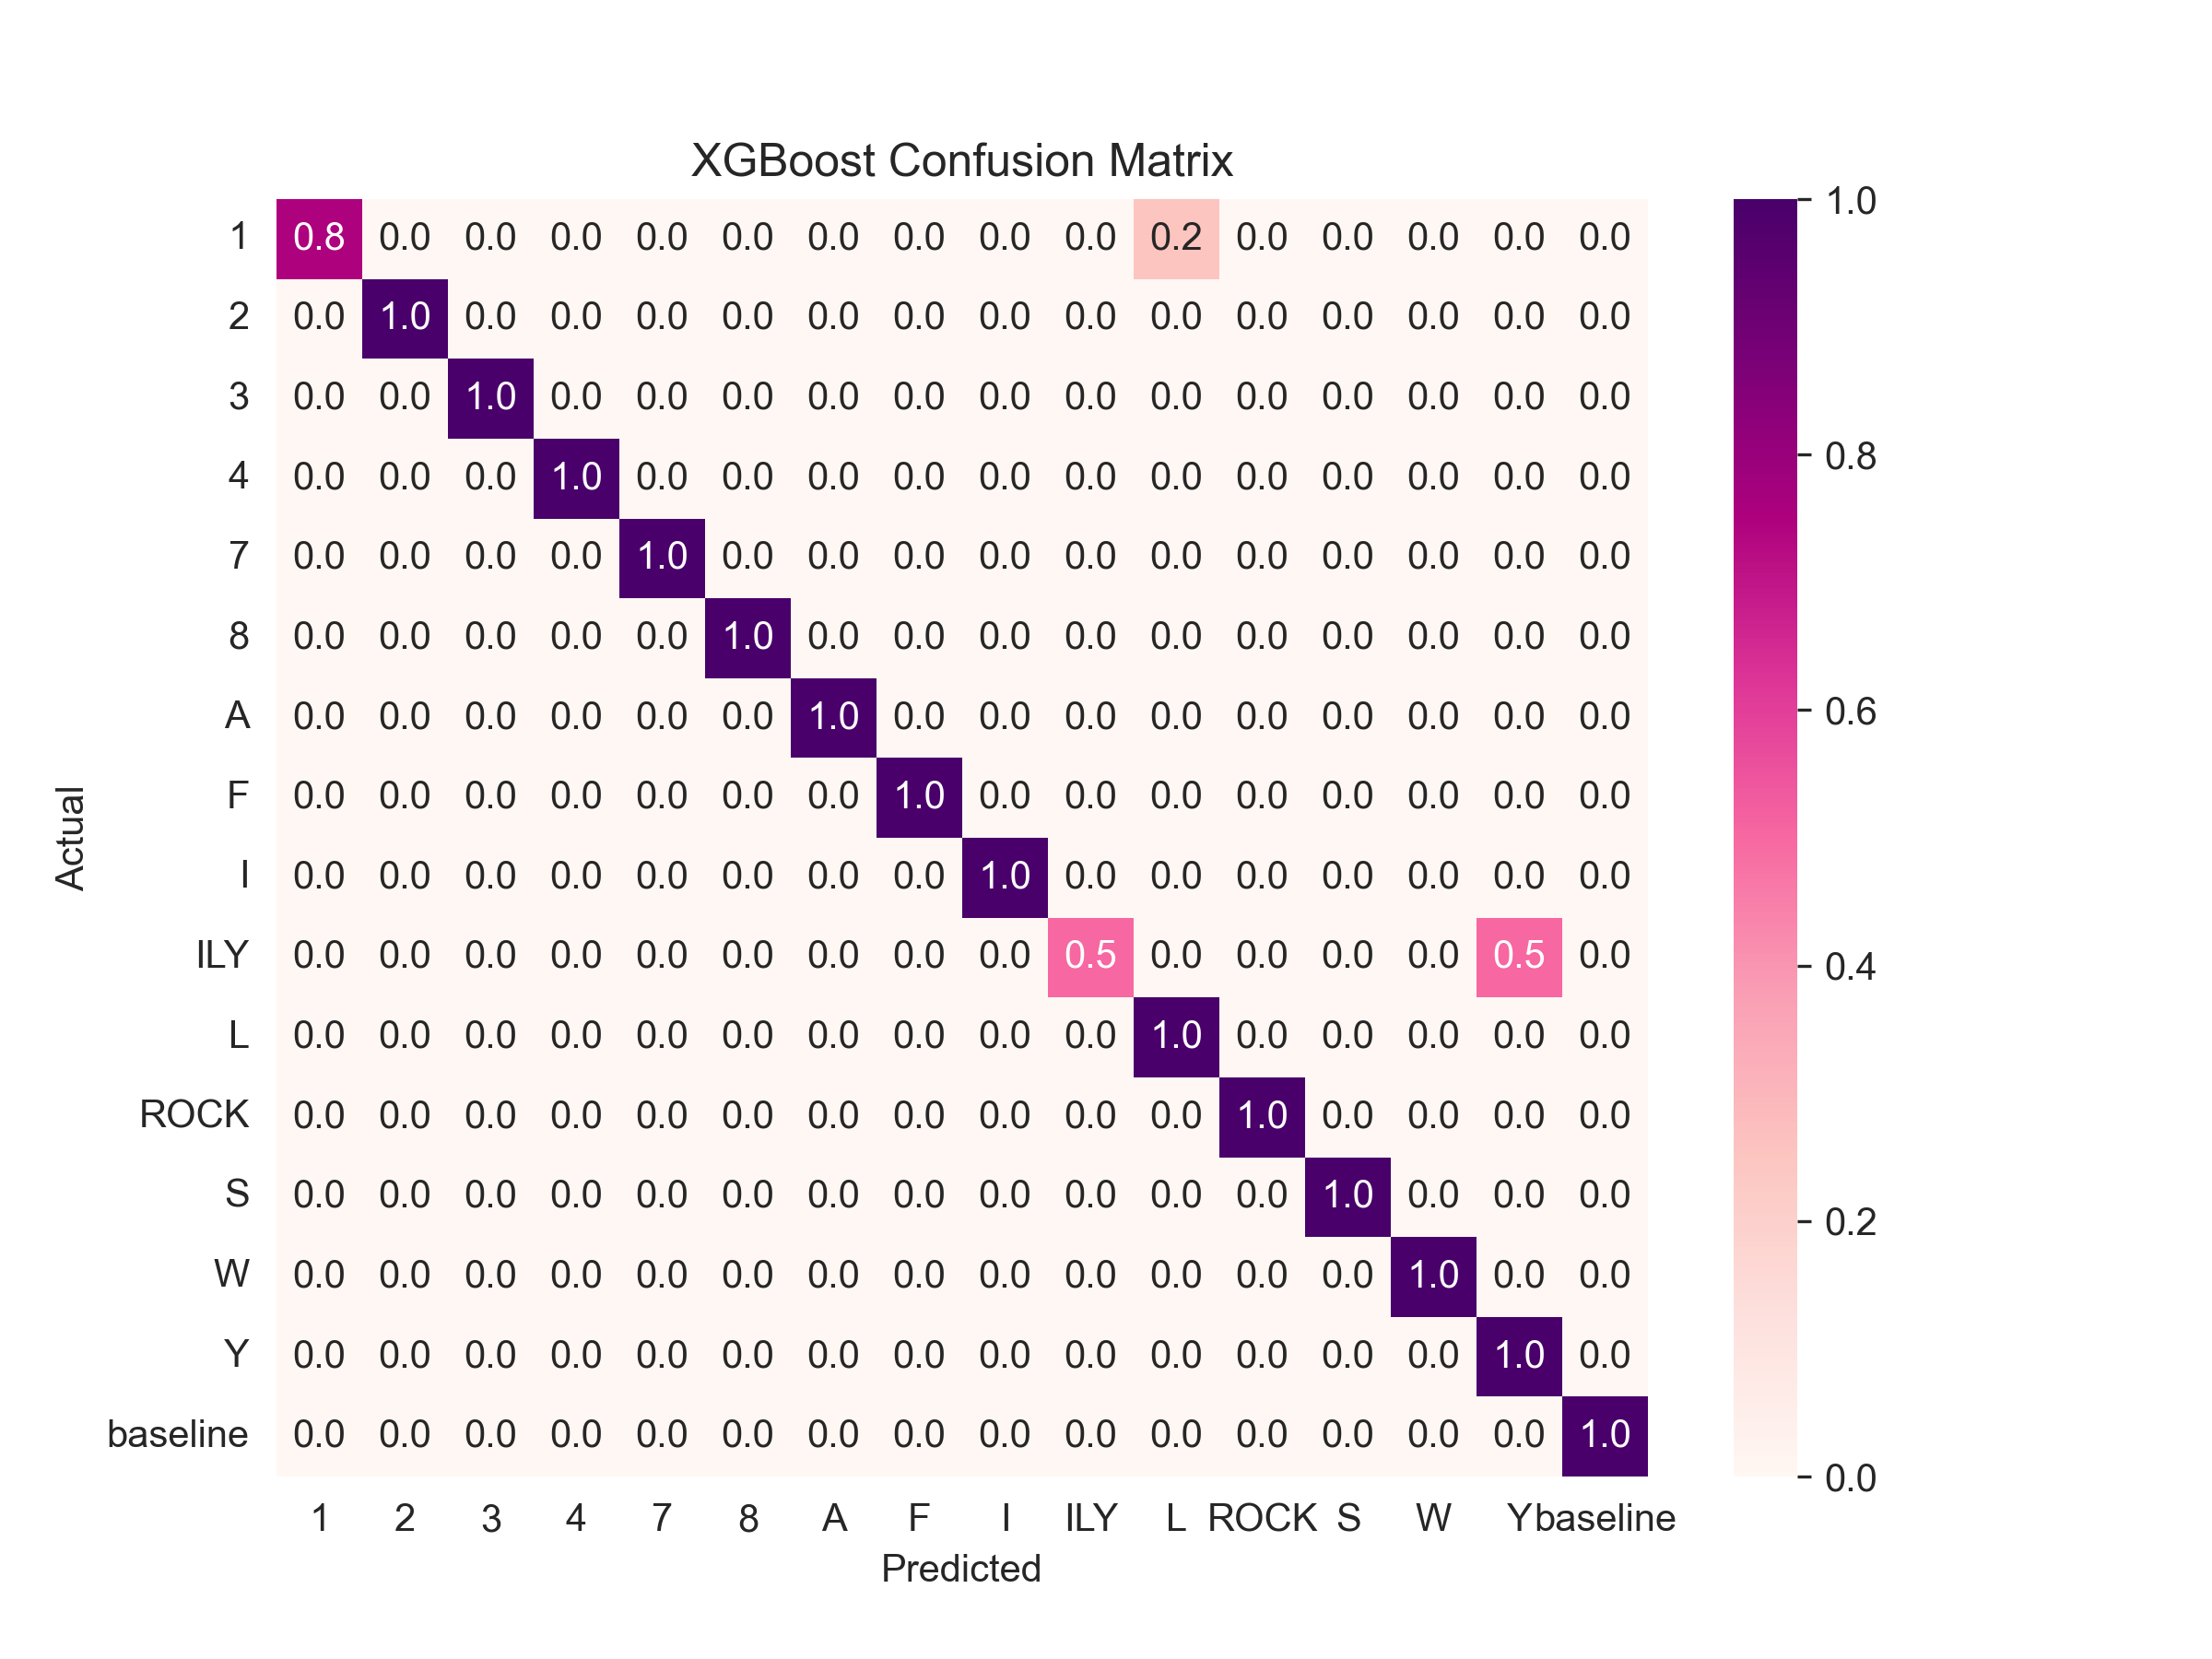 XGBoost Confusion Matrix
1 0.8 0.0 0.0 0.0 0.0 0.0 0.0 0.0 0.0 0.0 0.2 0.0 0.0 0.0 0.0 0.0
2 0.0 1.0 0.0 0.0 0.0 0.0 0.0 0.0 0.0 0.0 0.0 0.0 0.0 0.0 0.0 0.0
3 0.0 0.0 1.0 0.0 0.0 0.0 0.0 0.0 0.0 0.0 0.0 0.0 0.0 0.0 0.0 0.0
4 0.0 0.0 0.0 1.0 0.0 0.0 0.0 0.0 0.0 0.0 0.0 0.0 0.0 0.0 0.0 0.0
7 0.0 0.0 0.0 0.0 1.0 0.0 0.0 0.0 0.0 0.0 0.0 0.0 0.0 0.0 0.0 0.0
8 0.0 0.0 0.0 0.0 0.0 1.0 0.0 0.0 0.0 0.0 0.0 0.0 0.0 0.0 0.0 0.0
A 0.0 0.0 0.0 0.0 0.0 0.0 1.0 0.0 0.0 0.0 0.0 0.0 0.0 0.0 0.0 0.0
F 0.0 0.0 0.0 0.0 0.0 0.0 0.0 1.0 0.0 0.0 0.0 0.0 0.0 0.0 0.0 0.0
I 0.0 0.0 0.0 0.0 0.0 0.0 0.0 0.0 1.0 0.0 0.0 0.0 0.0 0.0 0.0 0.0
ILY 0.0 0.0 0.0 0.0 0.0 0.0 0.0 0.0 0.0 0.5 0.0 0.0 0.0 0.0 0.5 0.0
L 0.0 0.0 0.0 0.0 0.0 0.0 0.0 0.0 0.0 0.0 1.0 0.0 0.0 0.0 0.0 0.0
ROCK 0.0 0.0 0.0 0.0 0.0 0.0 0.0 0.0 0.0 0.0 0.0 1.0 0.0 0.0 0.0 0.0
S 0.0 0.0 0.0 0.0 0.0 0.0 0.0 0.0 0.0 0.0 0.0 0.0 1.0 0.0 0.0 0.0
W 0.0 0.0 0.0 0.0 0.0 0.0 0.0 0.0 0.0 0.0 0.0 0.0 0.0 1.0 0.0 0.0
Y 0.0 0.0 0.0 0.0 0.0 0.0 0.0 0.0 0.0 0.0 0.0 0.0 0.0 0.0 1.0 0.0
baseline 0.0 0.0 0.0 0.0 0.0 0.0 0.0 0.0 0.0 0.0 0.0 0.0 0.0 0.0 0.0 1.0
1 2 3 4 7 8 A F I ILY L ROCK S W Y baseline
Predicted
Actual
1.0
0.8
0.6
0.4
0.2
0.0